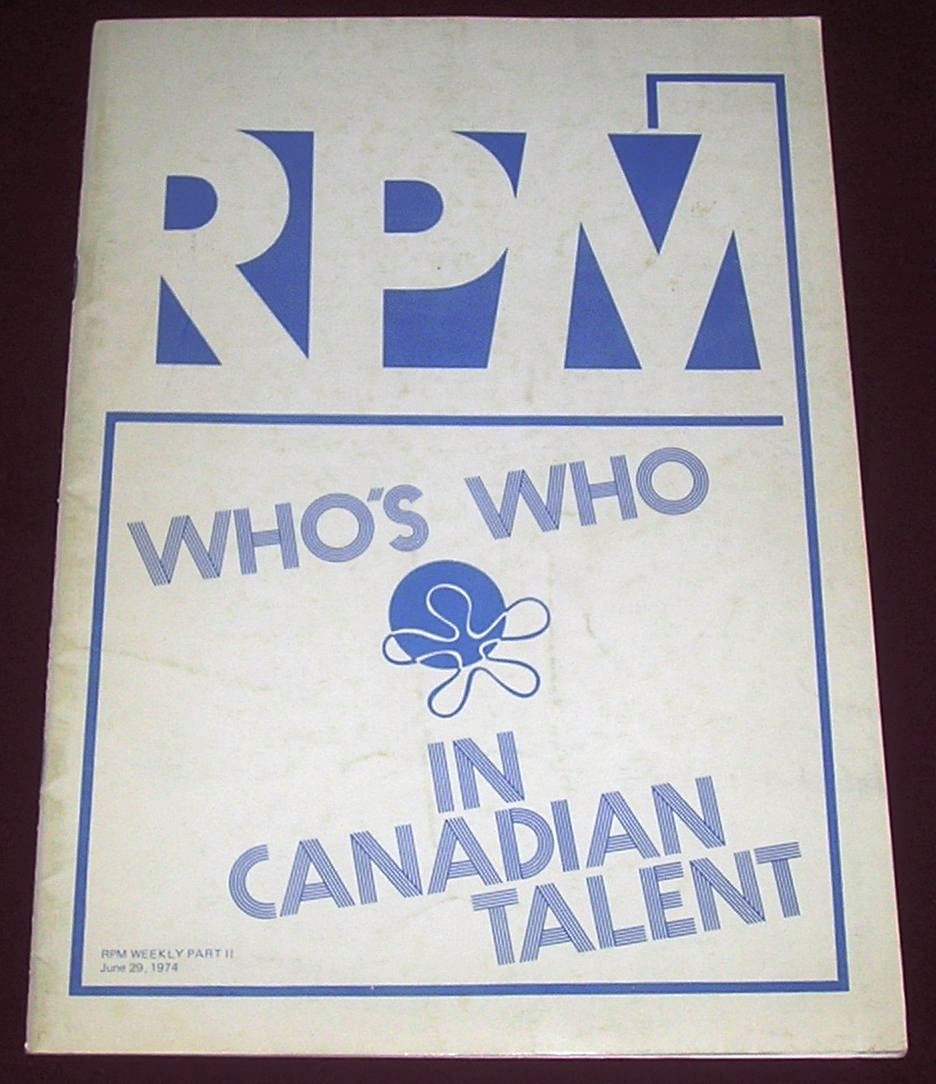 RPM
WHO'S WHO
IN
CANADIAN
TALENT
RPM WEEKLY PART II
June 29, 1974